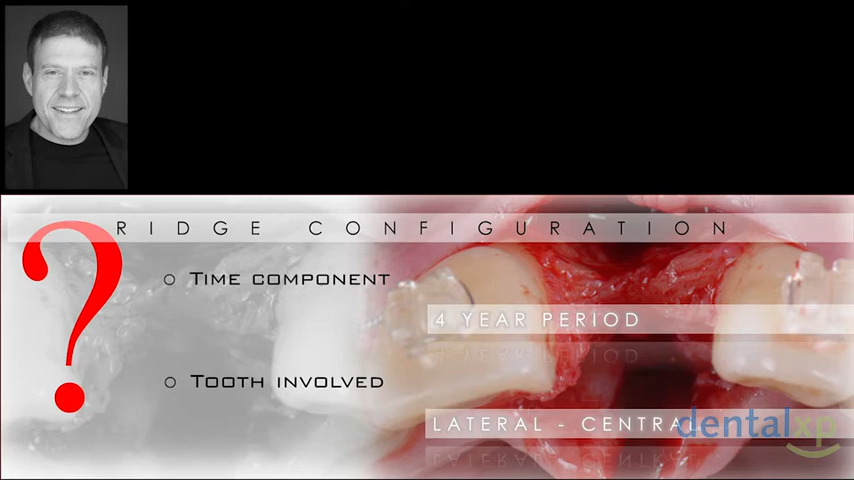 ?
RIDGE CONFIGURATION
o TIME COMPONENT
4 YEAR PERIOD
o TOOTH INVOLVED
LATERAL - CENTRAL
dentalxp